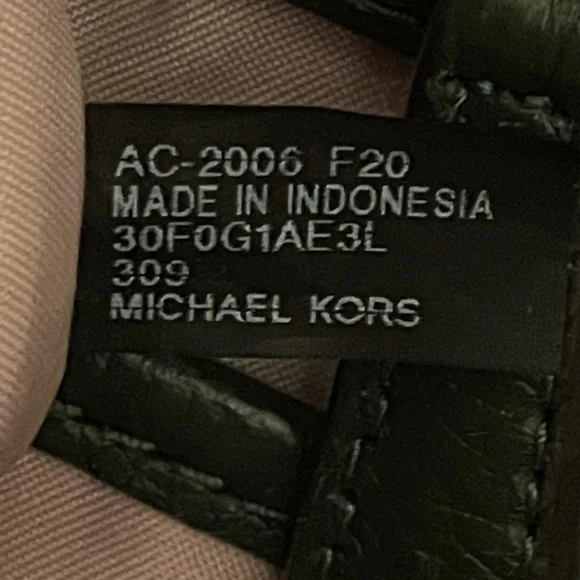 AC-2006 F20
MADE IN INDONESIA
30F0G1AE3L
309
MICHAEL KORS